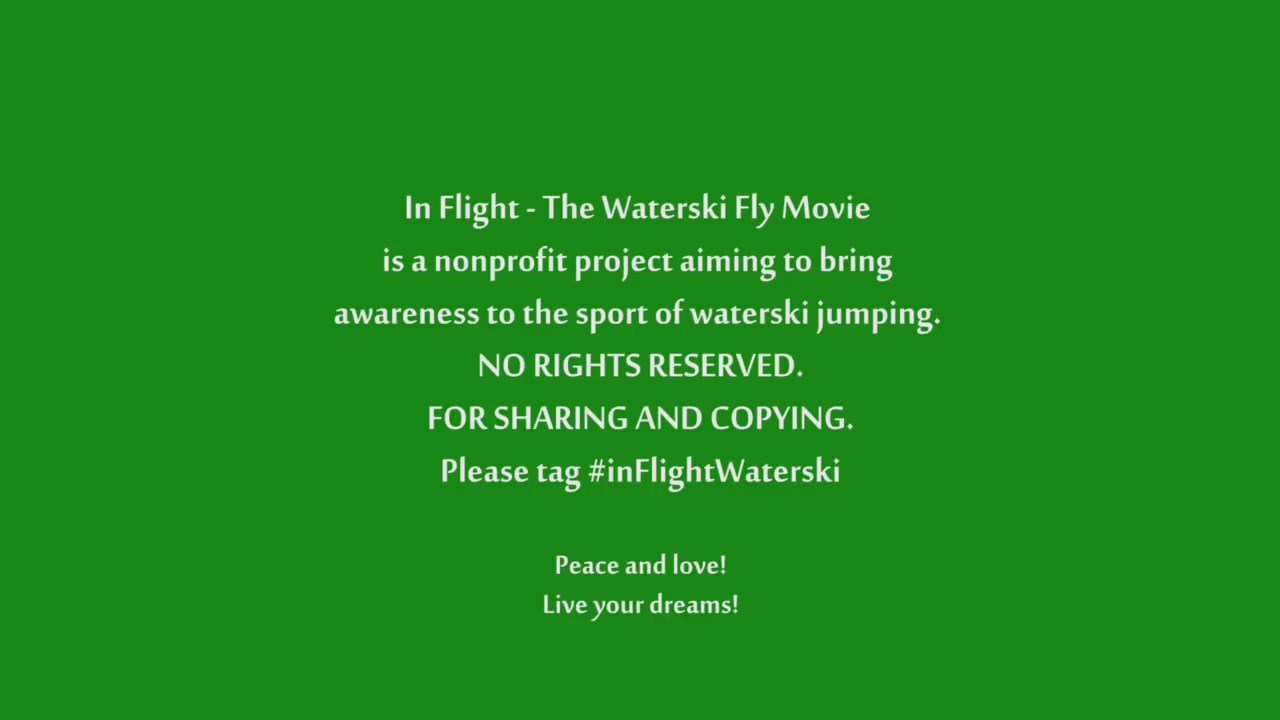 In Flight - The Waterski Fly Movie
is a nonprofit project aiming to bring
awareness to the sport of waterski jumping.
NO RIGHTS RESERVED.
FOR SHARING AND COPYING.
Please tag #inFlightWaterski
Peace and love!
Live your dreams!